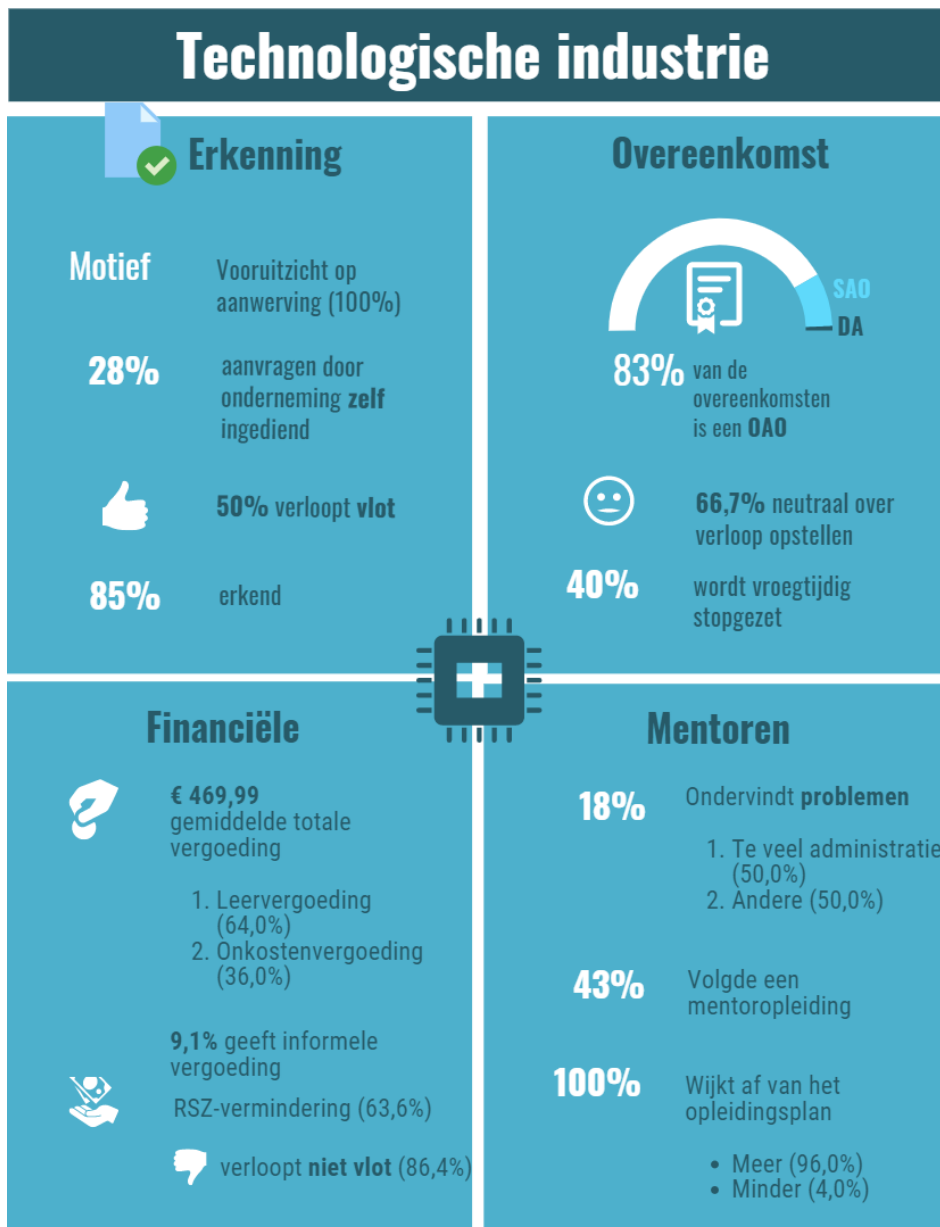 Technologische industrie
Erkenning
Motief
Vooruitzicht op
aanwerving (100%)
28%
aanvragen door
onderneming zelf
ingediend
50% verloopt vlot
85%
erkend
Overeenkomst
SAO
DA
83%
van de
overeenkomsten
is een OAO
66,7% neutraal over
verloop opstellen
40%
wordt vroegtijdig
stopgezet
Financiële
€ 469,99
gemiddelde totale
vergoeding
1. Leervergoeding
(64,0%)
2. Onkostenvergoeding
(36,0%)
9,1% geeft informele
vergoeding
RSZ-vermindering (63,6%)
verloopt niet vlot (86,4%)
Mentoren
18%
Ondervindt problemen
1. Te veel administratie
(50,0%)
2. Andere (50,0%)
43%
Volgde een
mentoropleiding
100%
Wijkt af van het
opleidingsplan
• Meer (96,0%)
• Minder (4,0%)